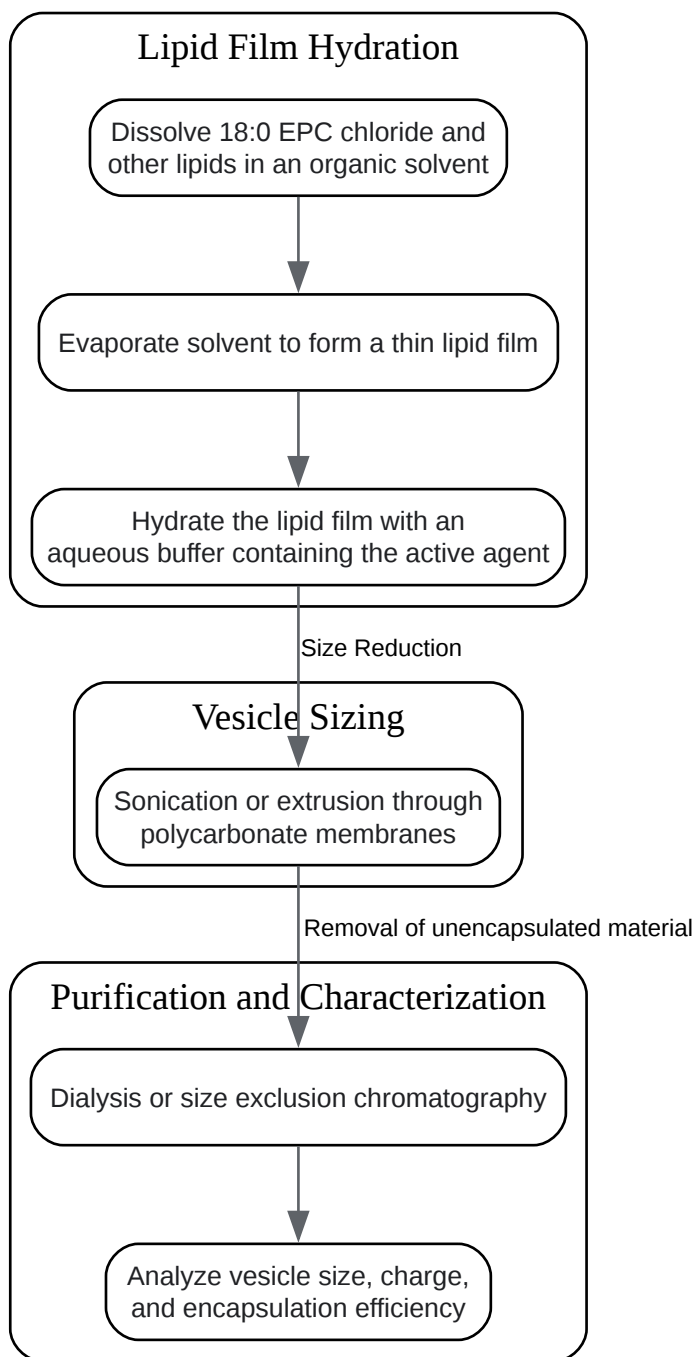 Lipid Film Hydration
Dissolve 18:0 EPC chloride and
other lipids in an organic solvent
Evaporate solvent to form a thin lipid film
Hydrate the lipid film with an
aqueous buffer containing the active agent
Size Reduction
Vesicle Sizing
Sonication or extrusion through
polycarbonate membranes
Removal of unencapsulated material
Purification and Characterization
Dialysis or size exclusion chromatography
Analyze vesicle size, charge,
and encapsulation efficiency